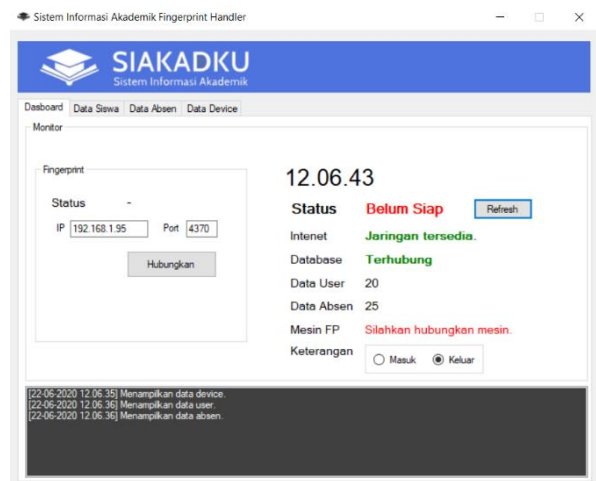 Sistem Informasi Akademik Fingerprint Handler
SIAKADKU
Sistem Informasi Akademik
Dasboard Data Siswa Data Absen Data Device
Monitor
Fingerprint
Status -
IP 192.168.1.95 Port 4370
Hubungkan
12.06.43
Status Belum Siap Refresh
Intenet Jaringan tersedia.
Database Terhubung
Data User 20
Data Absen 25
Mesin FP Silahkan hubungkan mesin.
Keterangan Masuk Keluar
[22-06-2020 12.06.35] Menampilkan data device.
[22-06-2020 12.06.36] Menampilkan data user.
[22-06-2020 12.06.36] Menampilkan data absen.